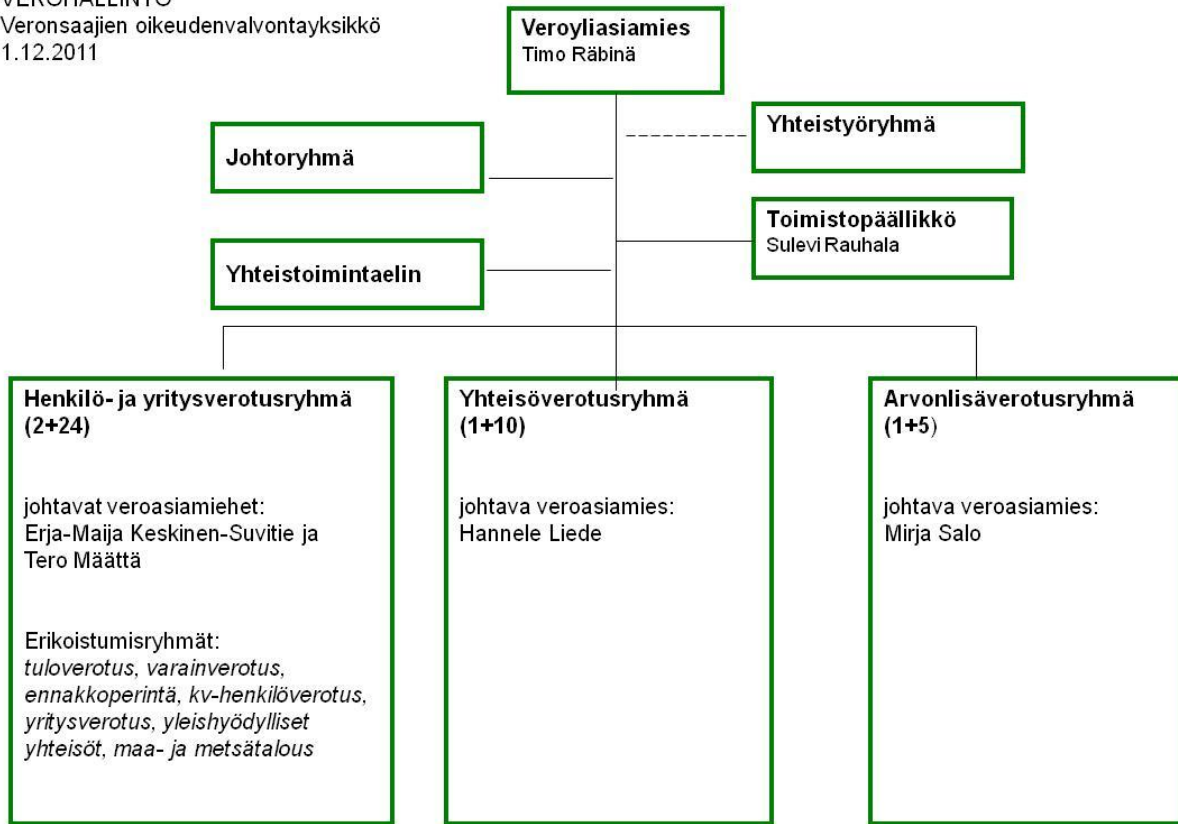 VEROHALLINTO
Veronsaajien oikeudenvalvontayksikkö
1.12.2011
Veroyliasiamies
Timo Räbinä
Yhteistyöryhmä
Johtoryhmä
Toimistopäällikkö
Sulevi Rauhala
Yhteistoimintaelin
Henkilö- ja yritysverotusryhmä
(2+24)
johtavat veroasiamiehet:
Erja-Maija Keskinen-Suvitie ja
Tero Määttä
Erikoistumisryhmät:
tuloverotus, varainverotus,
ennakkoperintä, kv-henkilöverotus,
yritysverotus, yleishyödylliset
yhteisöt, maa- ja metsätalous
Yhteisöverotusryhmä
(1+10)
johtava veroasiamies:
Hannele Liede
Arvonlisäverotusryhmä
(1+5)
johtava veroasiamies:
Mirja Salo